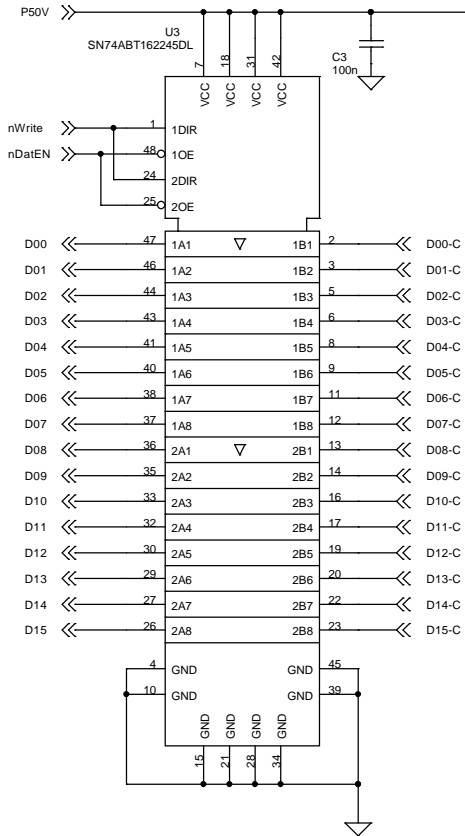 P50V
U3
SN74ABT162245DL
C3
100n
7
18
31
42
VCC
VCC
VCC
VCC
nWrite
1
1DIR
nDatEN
48
1OE
24
2DIR
25
2OE
D00 47 1A1 1B1 2 D00-C
D01 46 1A2 1B2 3 D01-C
D02 44 1A3 1B3 5 D02-C
D03 43 1A4 1B4 6 D03-C
D04 41 1A5 1B5 8 D04-C
D05 40 1A6 1B6 9 D05-C
D06 38 1A7 1B7 11 D06-C
D07 37 1A8 1B8 12 D07-C
D08 36 2A1 2B1 13 D08-C
D09 35 2A2 2B2 14 D09-C
D10 33 2A3 2B3 16 D10-C
D11 32 2A4 2B4 17 D11-C
D12 30 2A5 2B5 19 D12-C
D13 29 2A6 2B6 20 D13-C
D14 27 2A7 2B7 22 D14-C
D15 26 2A8 2B8 23 D15-C
4 GND GND 45
10 GND GND 39
GND
GND
GND
GND
15
21
28
34